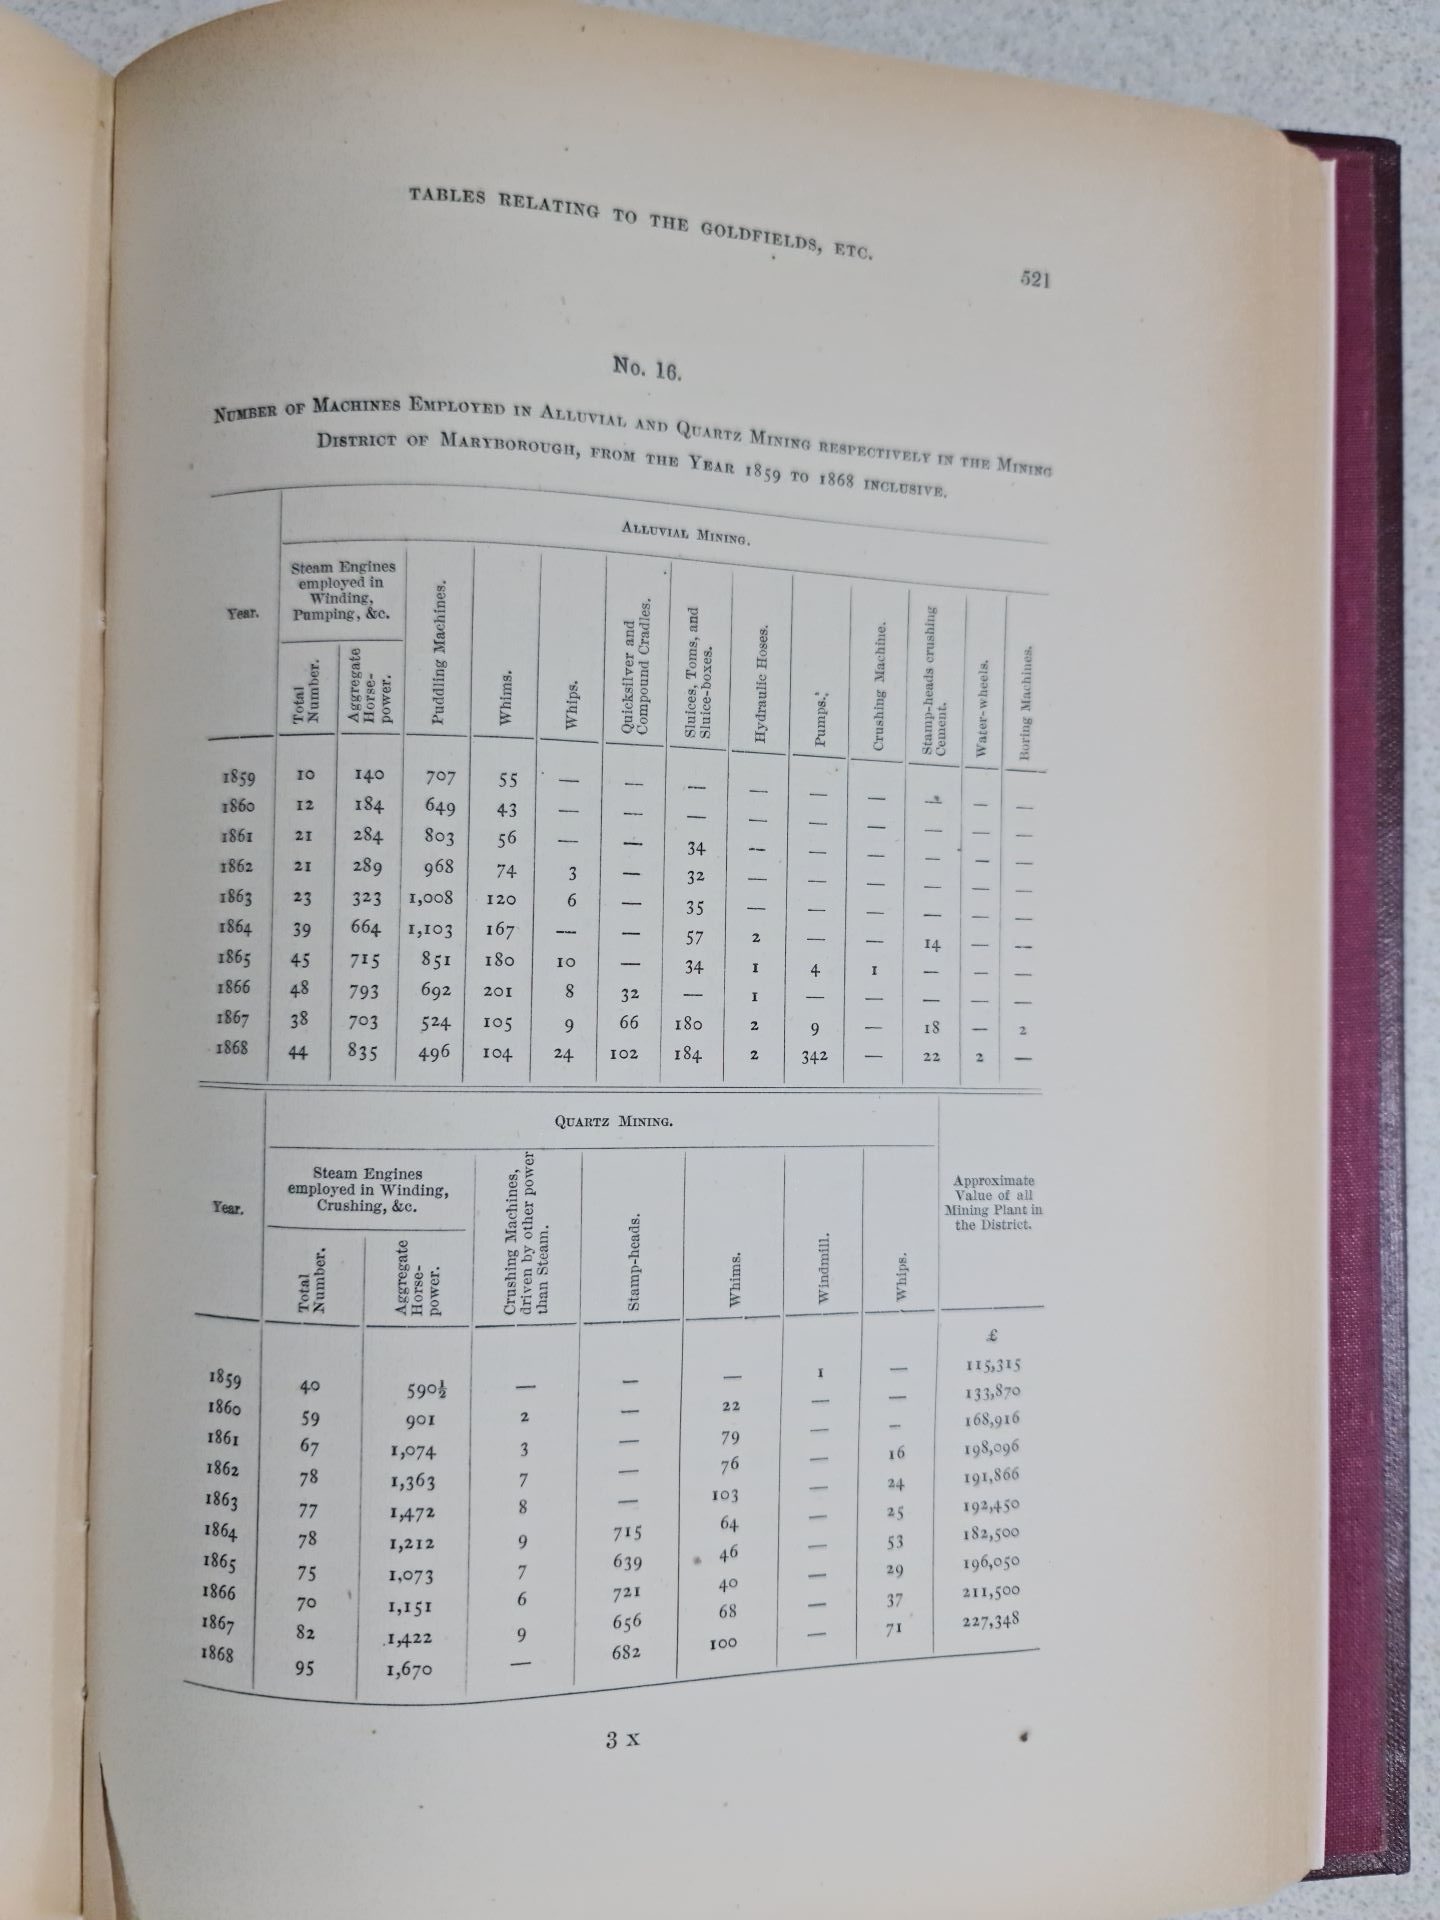 TABLES RELATING TO THE GOLDFIELDS, ETC.
521
No. 16.
NUMBER OF MACHINES EMPLOYED IN ALLUVIAL AND QUARTZ MINING RESPECTIVELY IN THE MINING
DISTRICT OF MARYBOROUGH, FROM THE YEAR 1859 TO 1868 INCLUSIVE.
ALLUVIAL MINING.
Year.
Steam Engines
employed in
Winding,
Pumping, &c.
Total
Number.
Aggregate
Horse-
power.
Puddling Machines.
Whims.
Whips.
Quicksilver and
Compound Cradles.
Sluices, Toms, and
Sluice-boxes.
Hydraulic Hoses.
Pumps.
Crushing Machine.
Stamp-heads crushing
Cement.
Water-wheels.
Boring Machines.
1859 10 140 707 55 — — — — — — — — —
1860 12 184 649 43 — — — — — — — — —
1861 21 284 803 56 — — 34 — — — — — —
1862 21 289 968 74 3 — 32 — — — — — —
1863 23 323 1,008 120 6 — 35 — — — — — —
1864 39 664 1,103 167 — — 57 2 — — 14 — —
1865 45 715 851 180 10 — 34 1 4 1 — — —
1866 48 793 692 201 8 32 — 1 — — — — —
1867 38 703 524 105 9 66 180 2 9 — 18 — 2
1868 44 835 496 104 24 102 184 2 342 — 22 2 —
QUARTZ MINING.
Year.
Steam Engines
employed in Winding,
Crushing, &c.
Total
Number.
Aggregate
Horse-
power.
Crushing Machines,
driven by other power
than Steam.
Stamp-heads.
Whims.
Windmill.
Whips.
Approximate
Value of all
Mining Plant in
the District.
£
1859 40 590½ — — — 1 — 115,315
1860 59 901 2 — 22 — — 133,870
1861 67 1,074 3 — 79 — — 168,916
1862 78 1,363 7 — 76 — 16 198,096
1863 77 1,472 8 — 103 — 24 191,866
1864 78 1,212 9 715 64 — 25 192,450
1865 75 1,073 7 639 46 — 53 182,500
1866 70 1,151 6 721 40 — 29 196,050
1867 82 1,422 9 656 68 — 37 211,500
1868 95 1,670 — 682 100 — 71 227,348
3 X